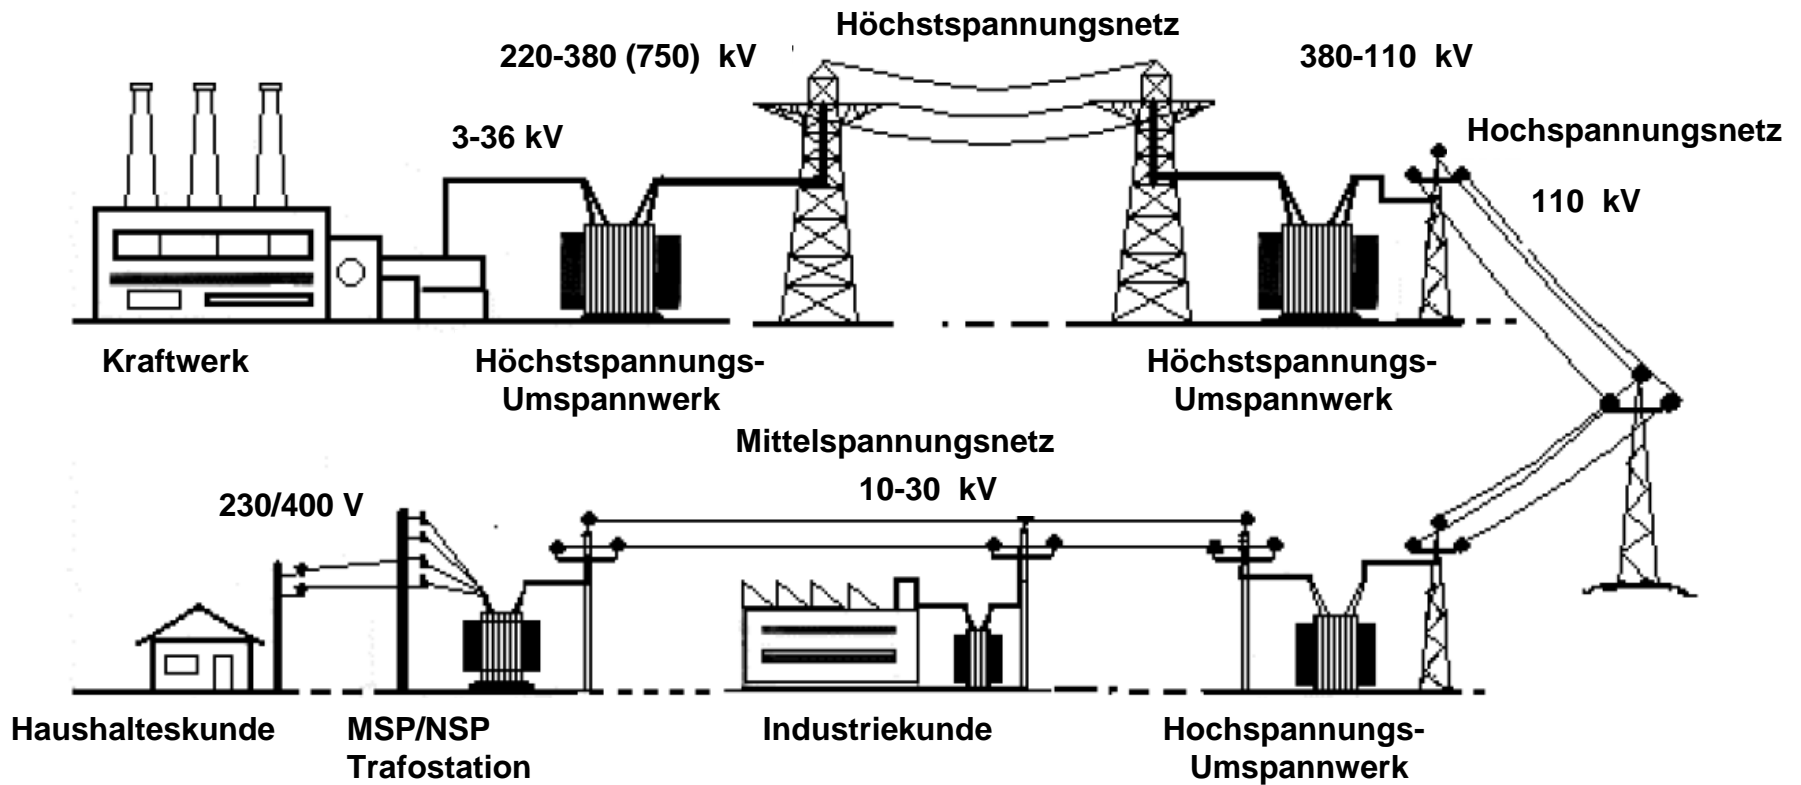 Höchstspannungsnetz
220-380 (750) kV
380-110 kV
3-36 kV
Hochspannungsnetz
110 kV
Kraftwerk
Höchstspannungs-
Umspannwerk
Höchstspannungs-
Umspannwerk
Mittelspannungsnetz
10-30 kV
230/400 V
Haushalteskunde
MSP/NSP
Trafostation
Industriekunde
Hochspannungs-
Umspannwerk